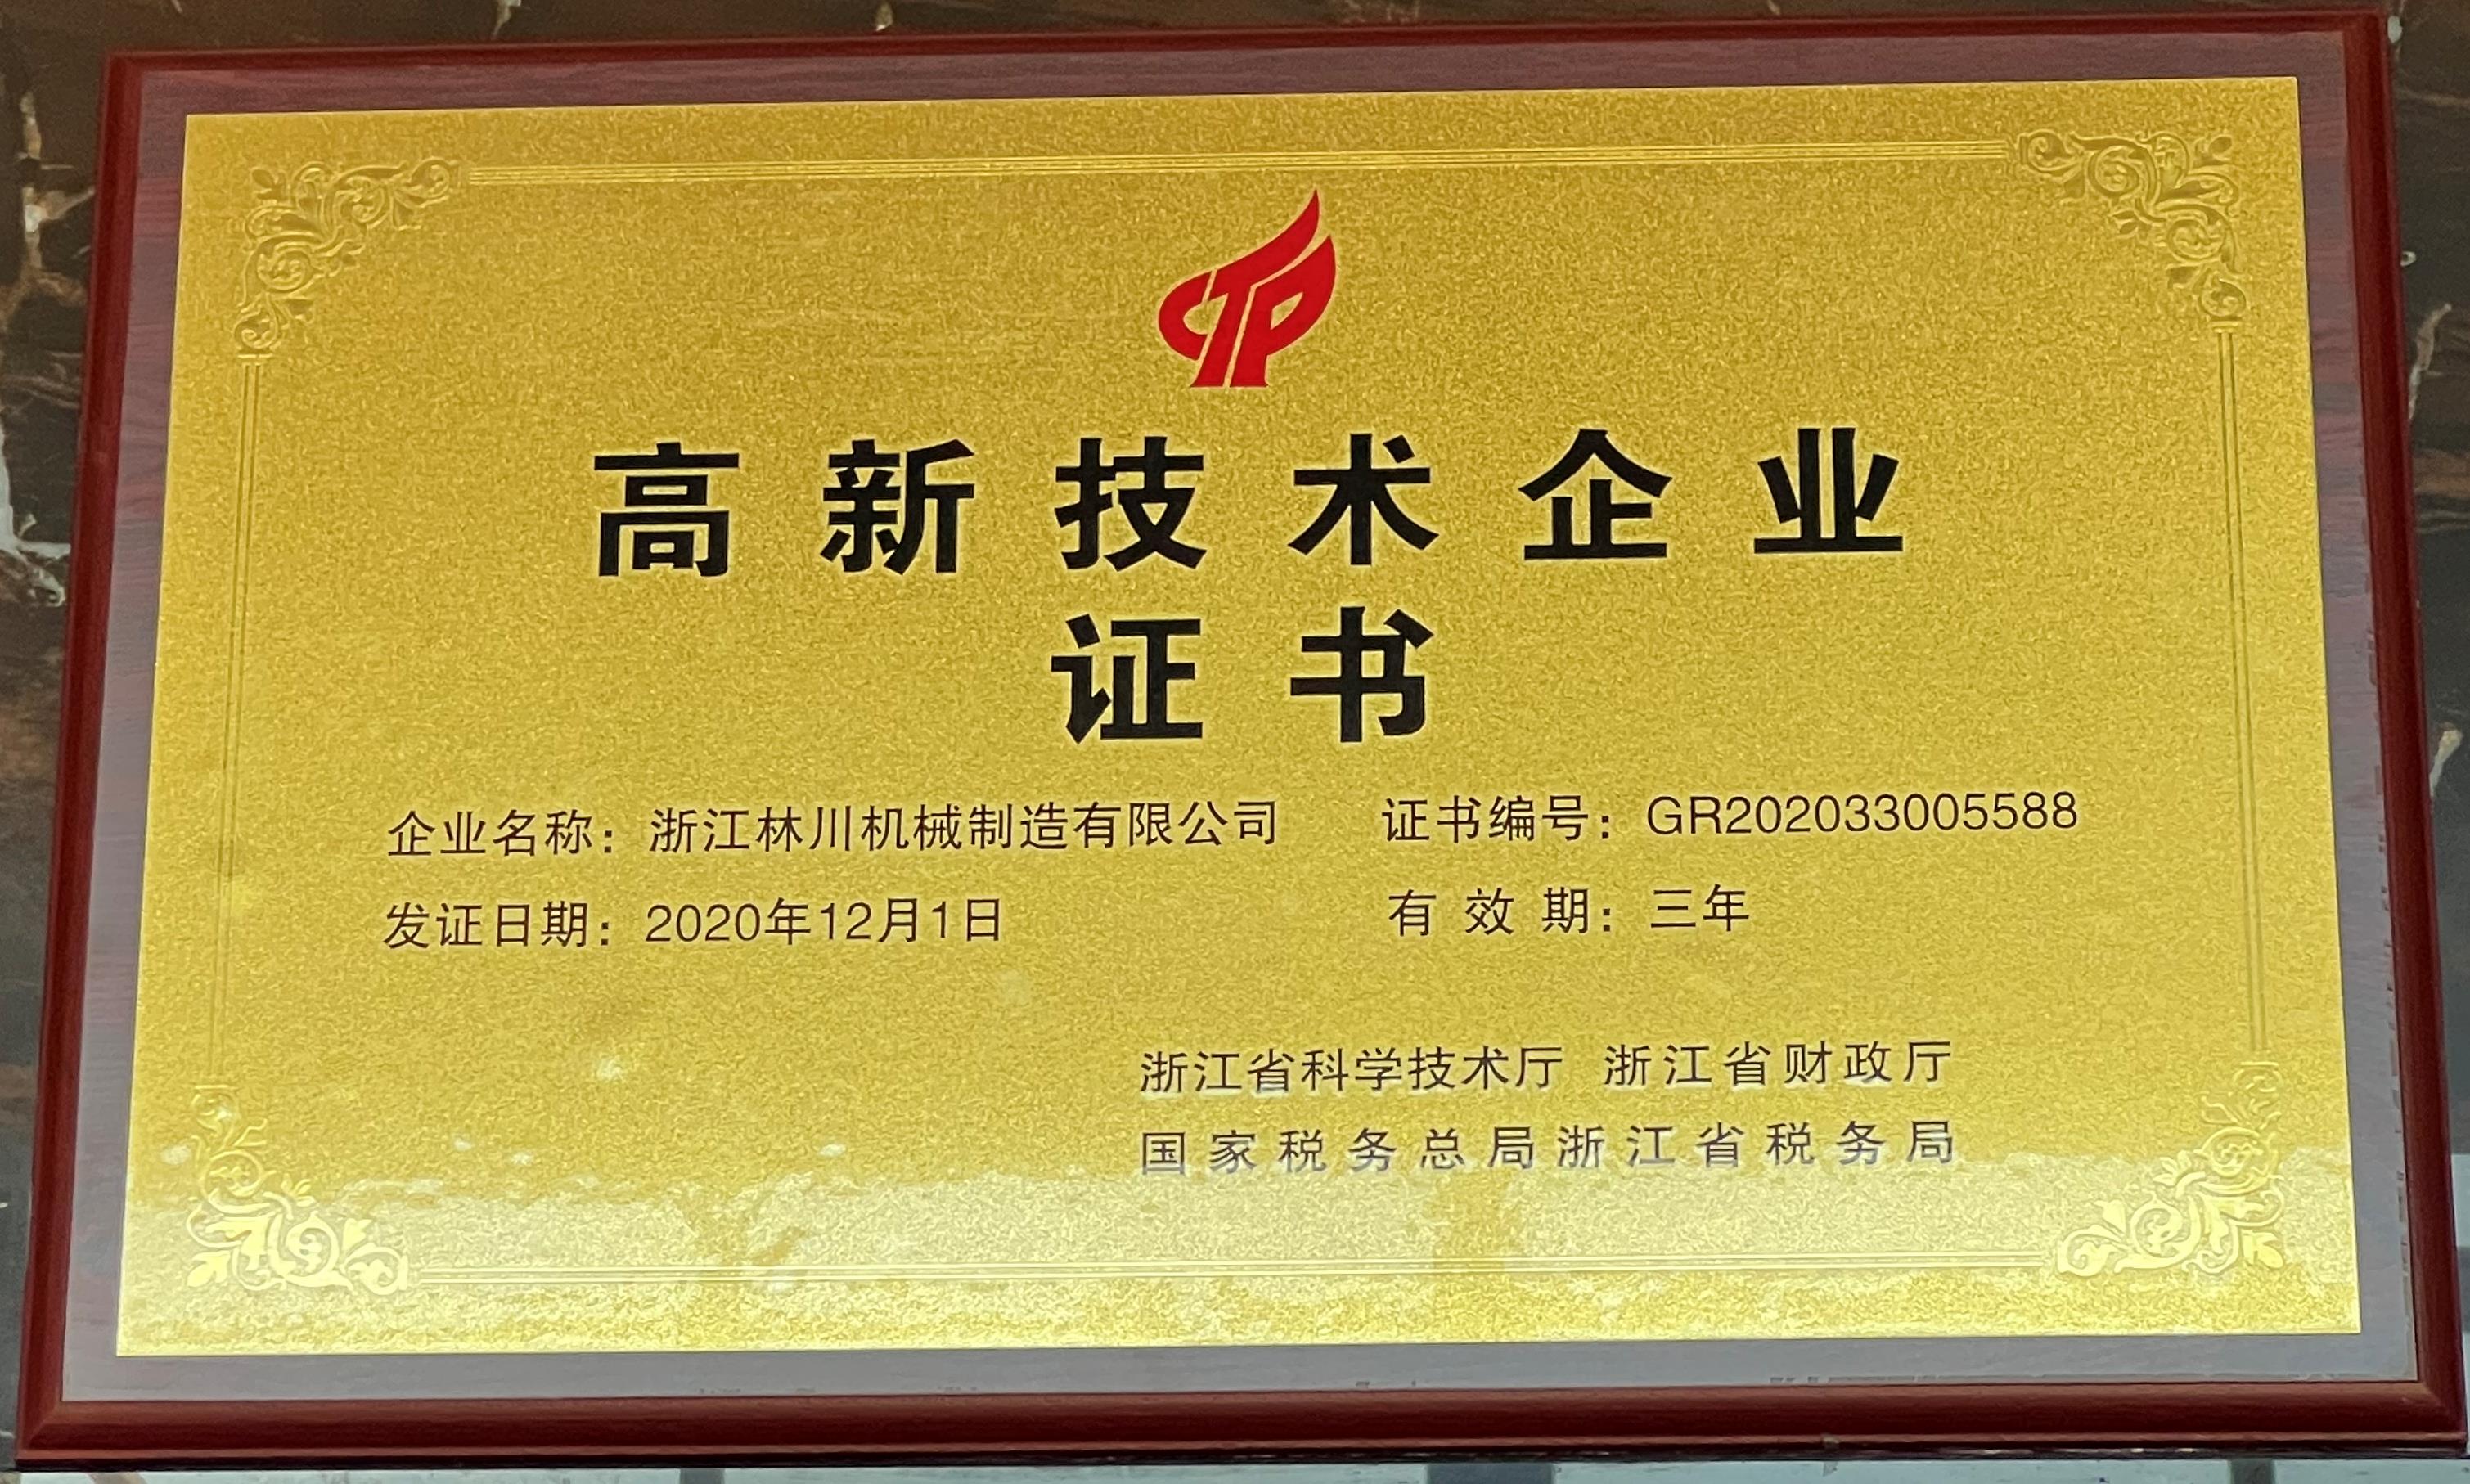 CTP
高新技术企业
证书
企业名称：浙江林川机械制造有限公司 证书编号：GR202033005588
发证日期：2020年12月1日 有效期：三年
浙江省科学技术厅 浙江省财政厅
国家税务总局浙江省税务局